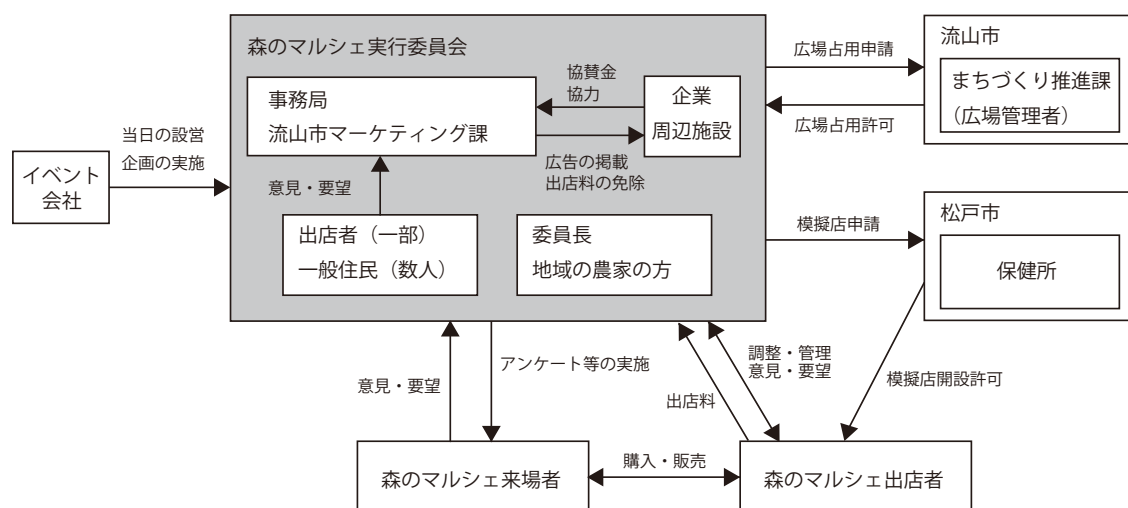 森のマルシェ実行委員会
事務局
流山市マーケティング課
協賛金
協力
企業
周辺施設
広告の掲載
出店料の免除
意見・要望
出店者（一部）
一般住民（数人）
委員長
地域の農家の方
当日の設営
企画の実施
イベント
会社
広場占用申請
広場占用許可
流山市
まちづくり推進課
（広場管理者）
模擬店申請
松戸市
保健所
模擬店開設許可
意見・要望
アンケート等の実施
調整・管理
意見・要望
出店料
森のマルシェ来場者
購入・販売
森のマルシェ出店者